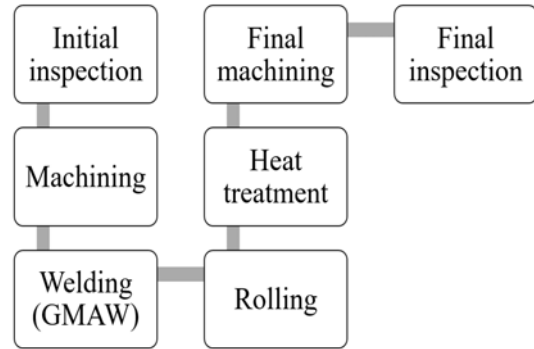 Initial
inspection
Machining
Welding
(GMAW)
Rolling
Heat
treatment
Final
machining
Final
inspection